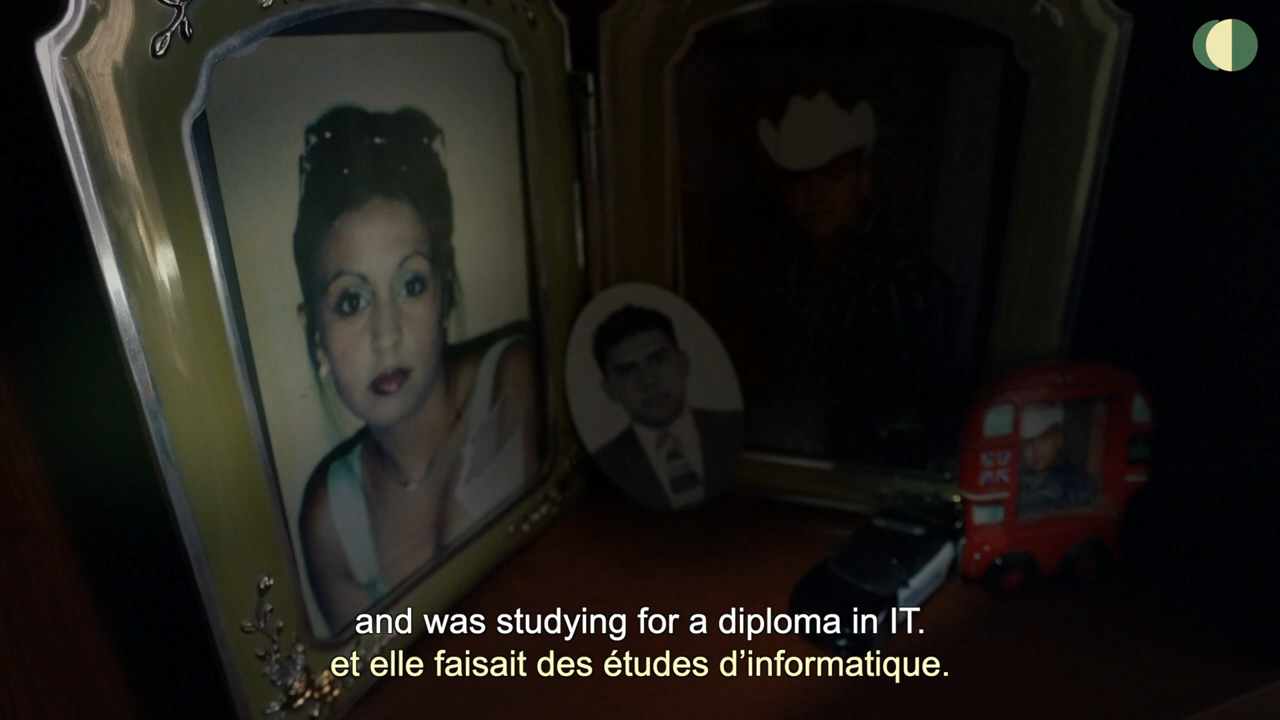 and was studying for a diploma in IT.
et elle faisait des études d’informatique.